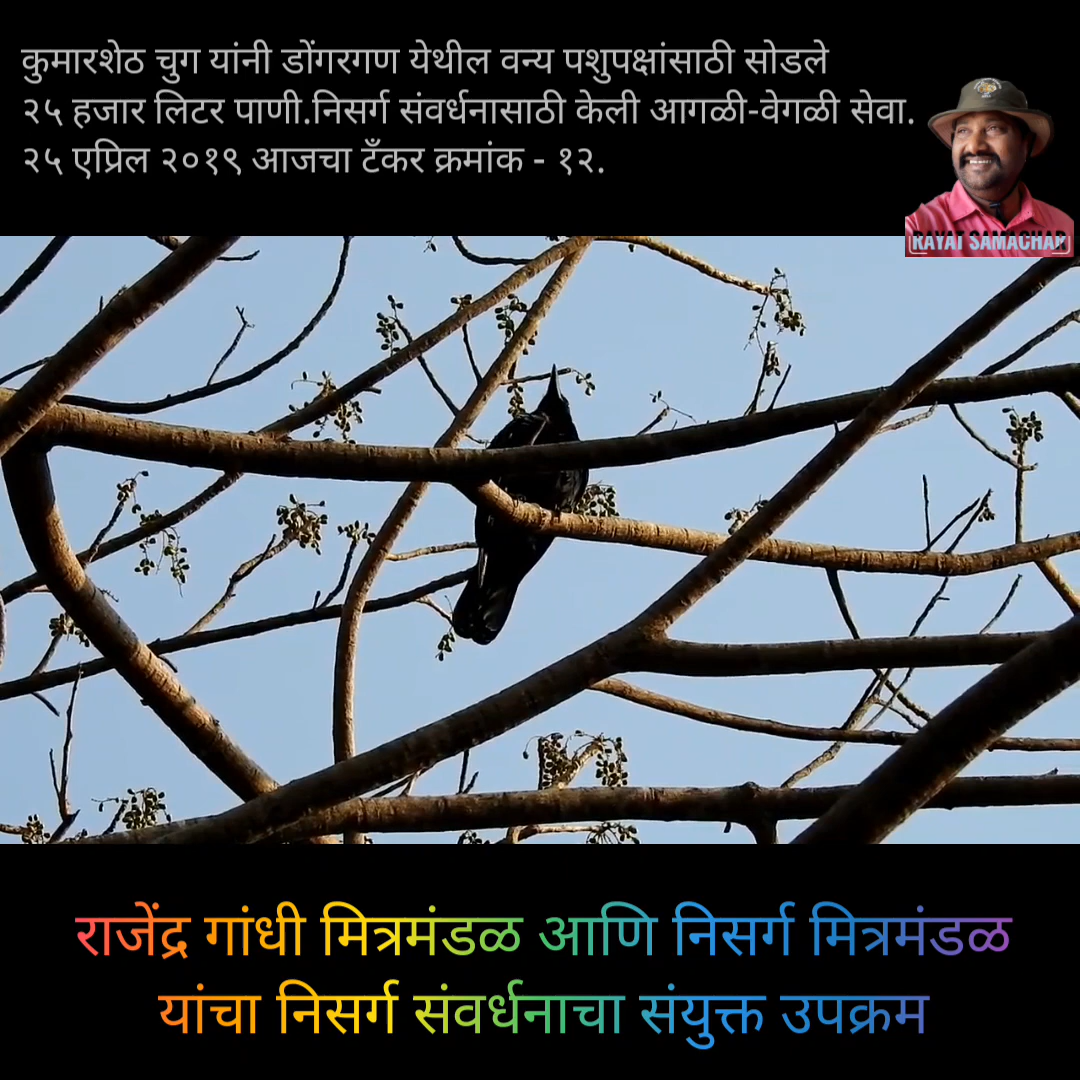 कुमारशेठ चुग यांनी डोंगरगण येथील वन्य पशुपक्षांसाठी सोडले
२५ हजार लिटर पाणी.निसर्ग संवर्धनासाठी केली आगळी-वेगळी सेवा.
२५ एप्रिल २०१९ आजचा टँकर क्रमांक - १२.
RAYAT SAMACHAR
राजेंद्र गांधी मित्रमंडळ आणि निसर्ग मित्रमंडळ
यांचा निसर्ग संवर्धनाचा संयुक्त उपक्रम